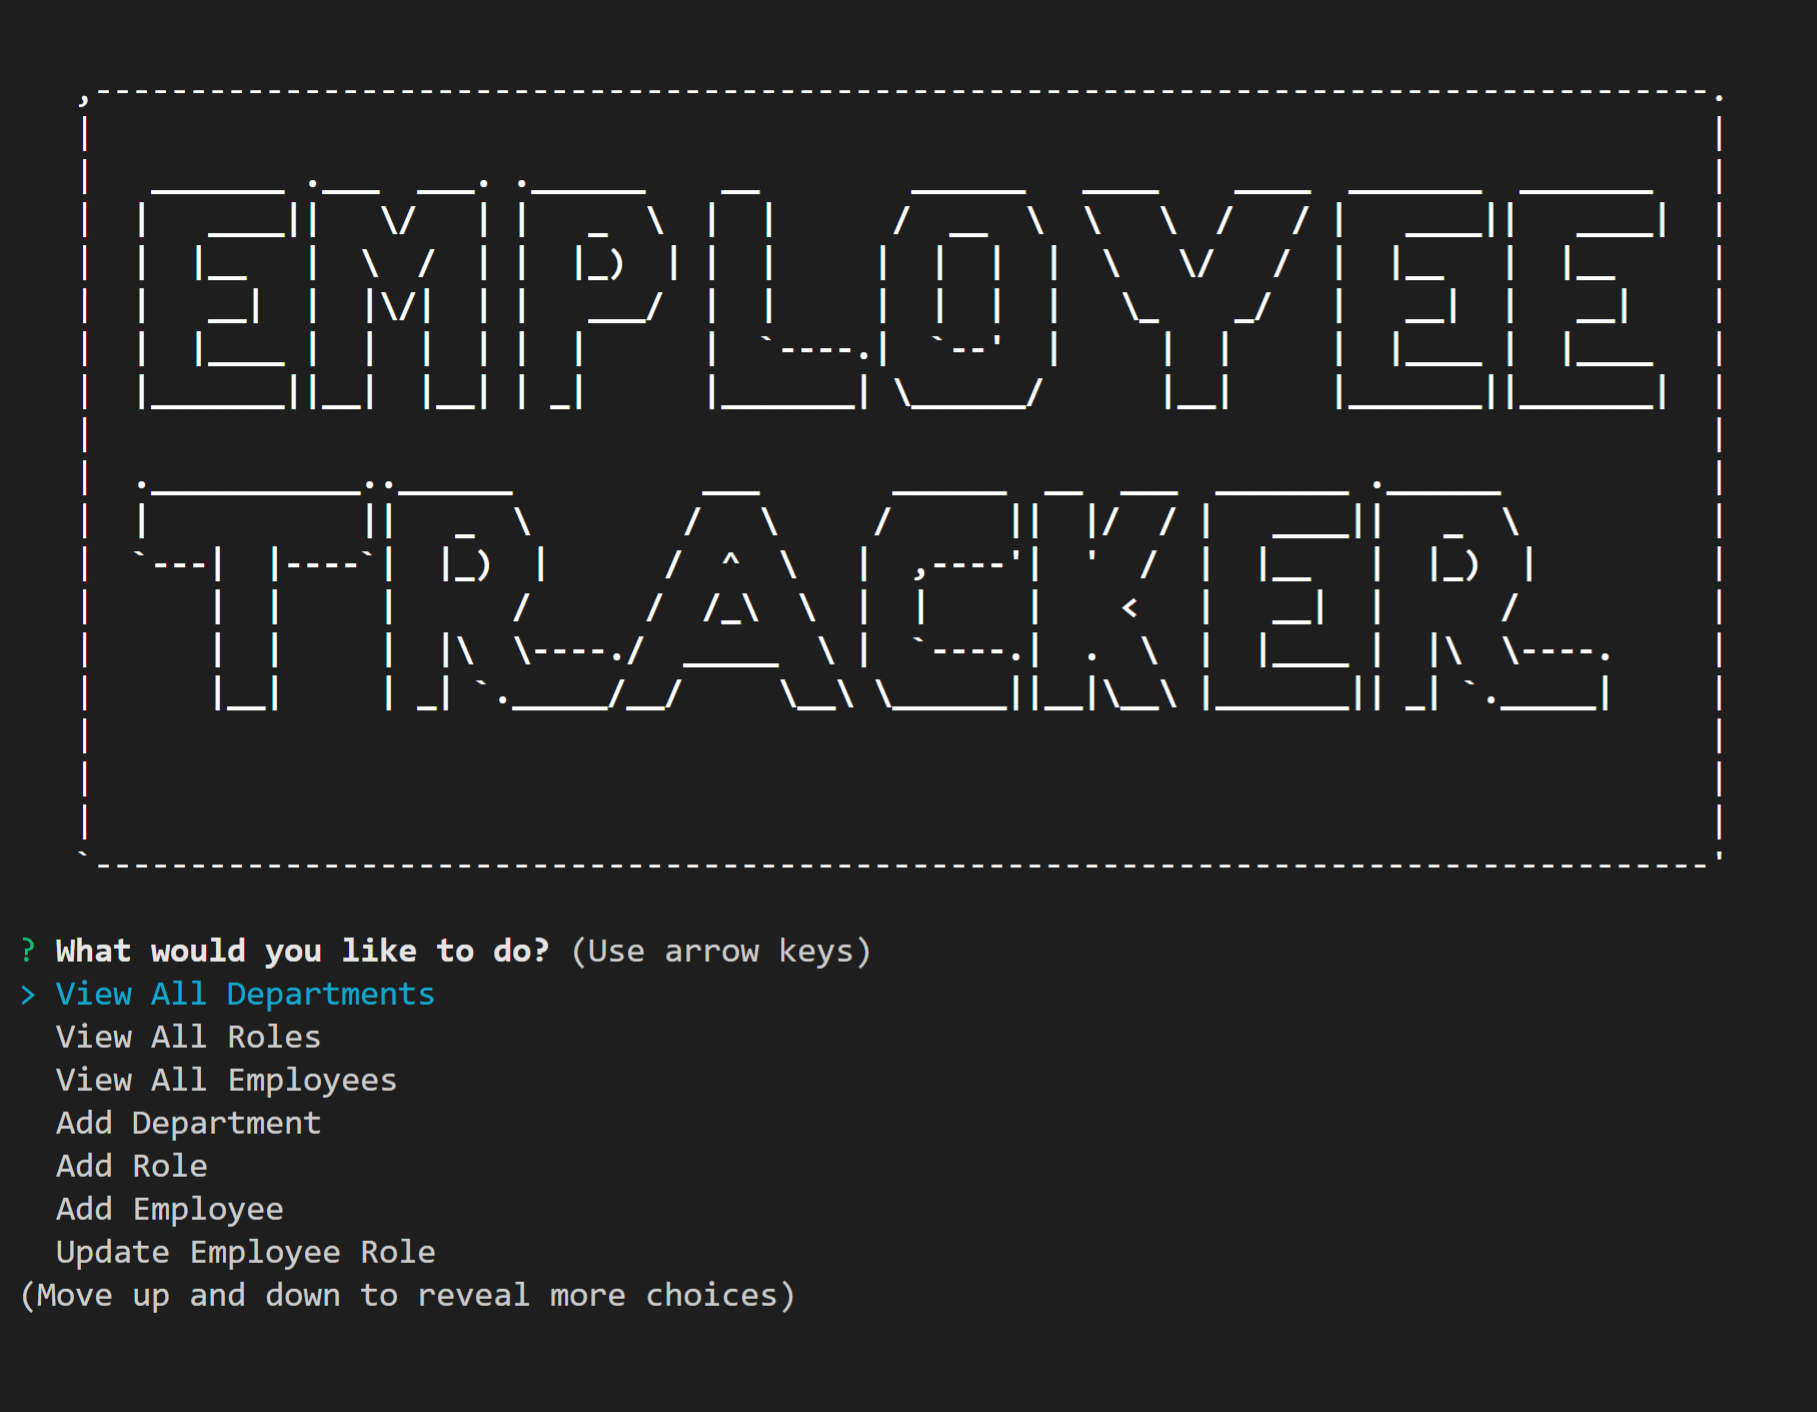 EMPLOYEE
TRACKER
? What would you like to do? (Use arrow keys)
> View All Departments
View All Roles
View All Employees
Add Department
Add Role
Add Employee
Update Employee Role
(Move up and down to reveal more choices)